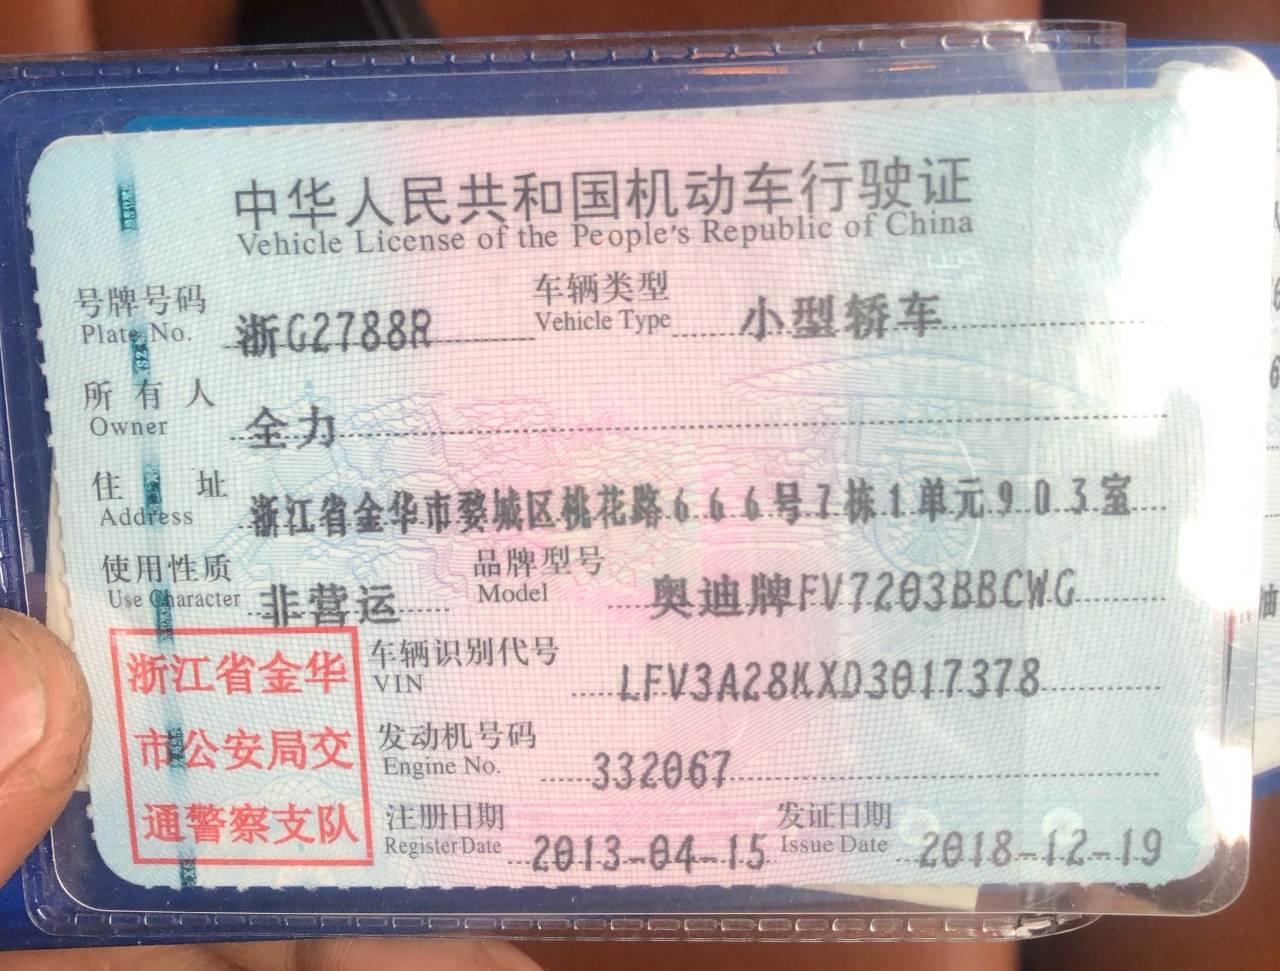 中华人民共和国机动车行驶证
Vehicle License of the People's Republic of China
号牌号码 浙G2788R 车辆类型 小型轿车
Plate No. Vehicle Type
所有人 全力
Owner
住址 浙江省金华市婺城区桃花路666号7栋1单元903室
Address
使用性质 非营运 品牌型号 奥迪牌FV7203BBCWG
Use Character Model
浙江省金华
市公安局交
通警察支队
车辆识别代号 LFV3A28KXD3017378
VIN
发动机号码 332067
Engine No.
注册日期 2013-04-15 发证日期 2018-12-19
Register Date Issue Date